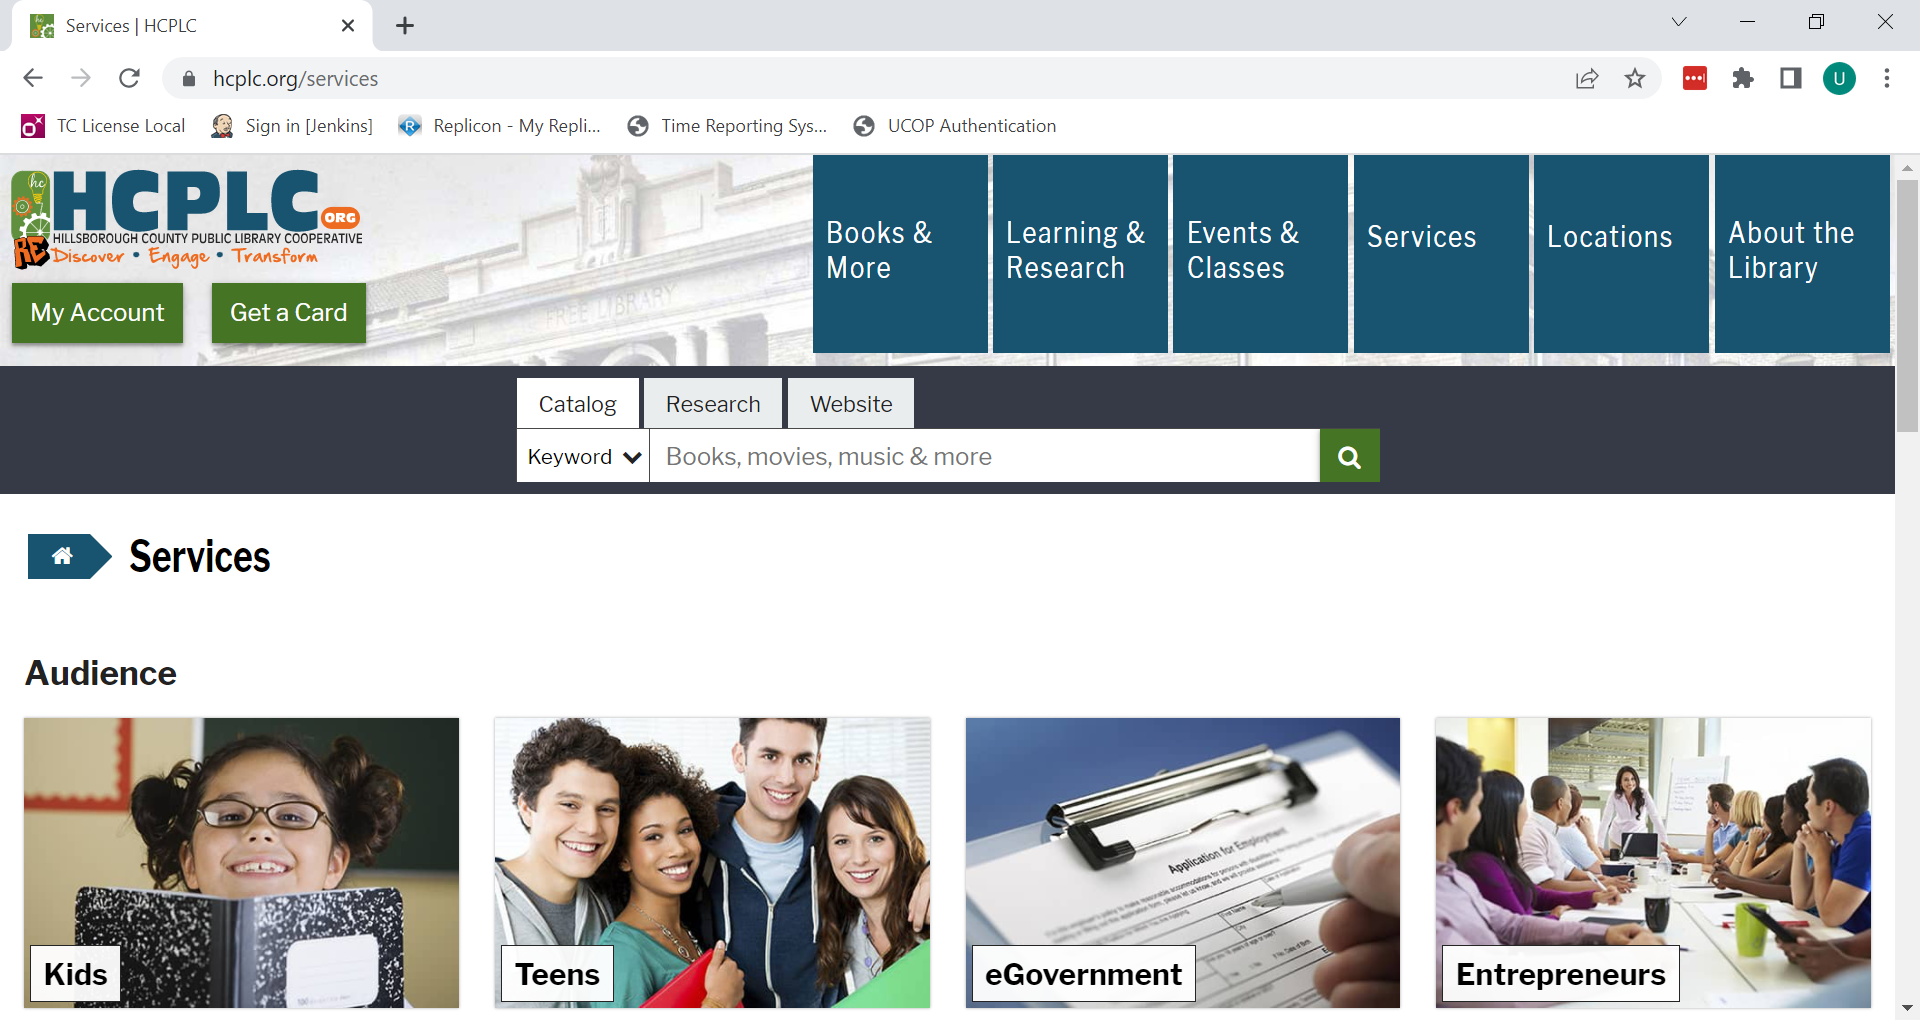 Services | HCPLC
hcplc.org/services
U
TC License Local
Sign in [Jenkins]
Replicon - My Repli...
Time Reporting Sys...
UCOP Authentication
hc
HCPLC
ORG
HILLSBOROUGH COUNTY PUBLIC LIBRARY COOPERATIVE
RE Discover • Engage • Transform
My Account
Get a Card
FREE LIBRARY
Books &
More
Learning &
Research
Events &
Classes
Services
Locations
About the
Library
Catalog
Research
Website
Keyword
Books, movies, music & more
Services
Audience
Kids
Teens
Application for Employment
eGovernment
Entrepreneurs